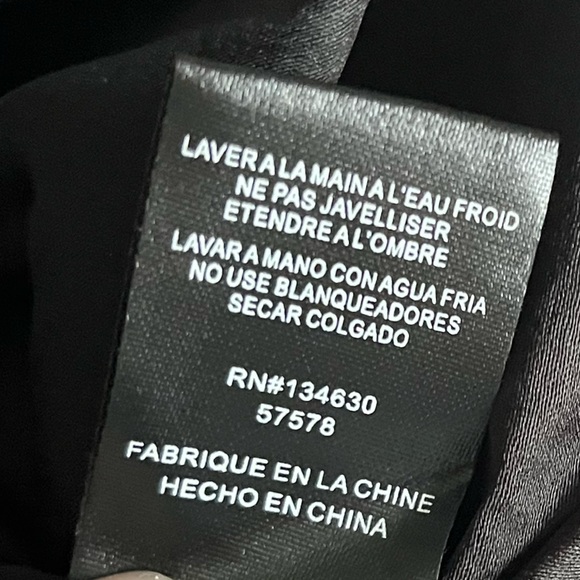 LAVER A LA MAIN A L'EAU FROID
NE PAS JAVELLISER
ETENDRE A L'OMBRE
LAVAR A MANO CON AGUA FRIA
NO USE BLANQUEADORES
SECAR COLGADO
RN#134630
57578
FABRIQUE EN LA CHINE
HECHO EN CHINA